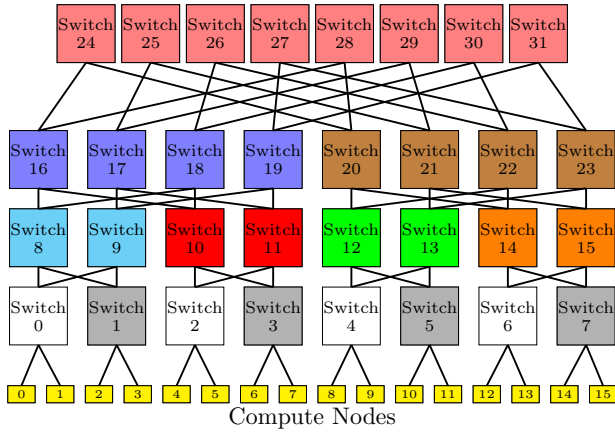 Switch 24 Switch 25 Switch 26 Switch 27 Switch 28 Switch 29 Switch 30 Switch 31
Switch 16 Switch 17 Switch 18 Switch 19 Switch 20 Switch 21 Switch 22 Switch 23
Switch 8 Switch 9 Switch 10 Switch 11 Switch 12 Switch 13 Switch 14 Switch 15
Switch 0 Switch 1 Switch 2 Switch 3 Switch 4 Switch 5 Switch 6 Switch 7
0 1 2 3 4 5 6 7 8 9 10 11 12 13 14 15
Compute Nodes